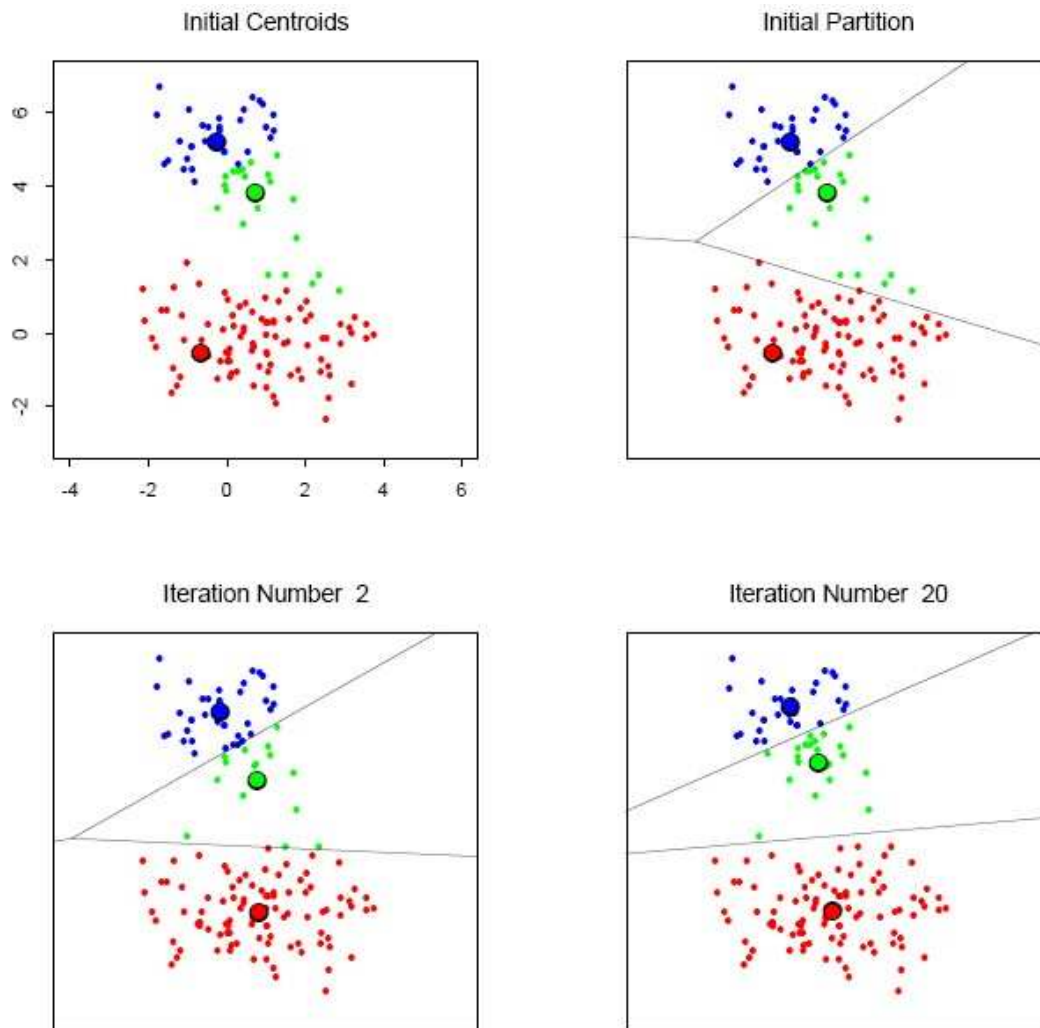 Initial Centroids
Initial Partition
6
4
2
0
-2
-4 -2 0 2 4 6
Iteration Number 2
Iteration Number 20